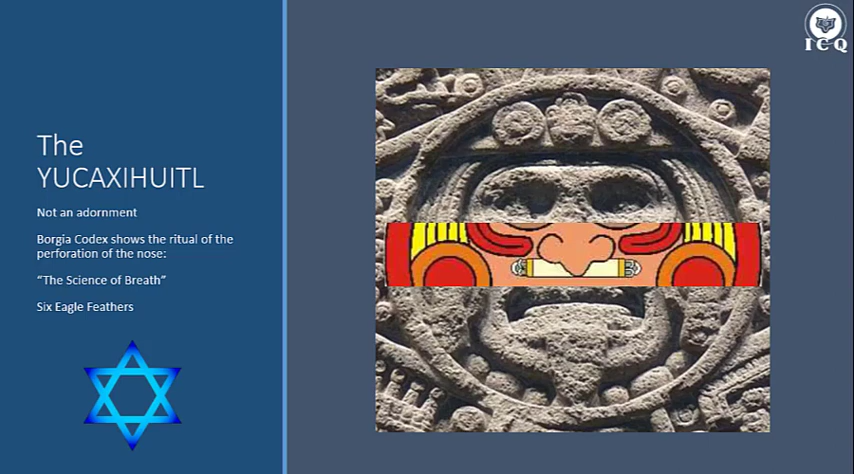 ICQ
The
YUCAXIHUITL
Not an adornment
Borgia Codex shows the ritual of the
perforation of the nose:
“The Science of Breath”
Six Eagle Feathers